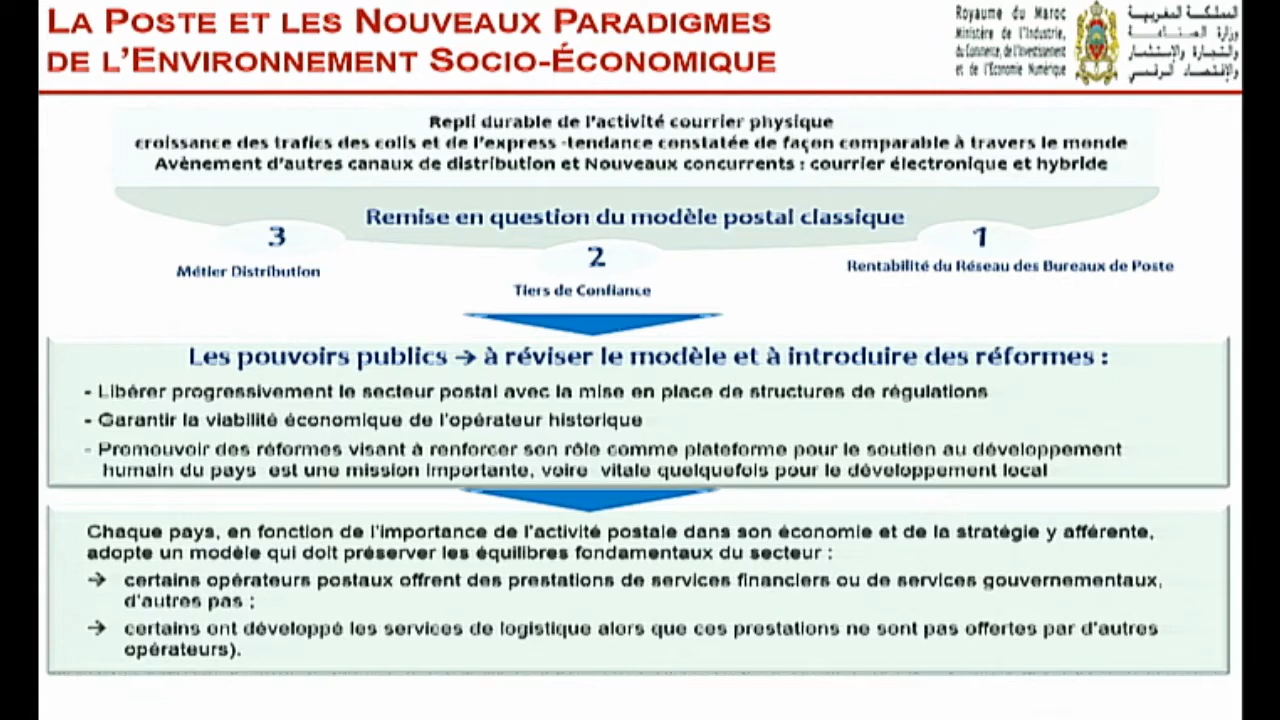 LA POSTE ET LES NOUVEAUX PARADIGMES
DE L'ENVIRONNEMENT SOCIO-ÉCONOMIQUE
Royaume du Maroc
Ministère de l'Industrie,
du Commerce, de l'Investissement
et de l'Economie Numérique
المملكة المغربية
وزارة الصناعة
والتجارة والإستثمار
والإقتصاد الرقمي
Repli durable de l'activité courrier physique
croissance des trafics des colis et de l'express -tendance constatée de façon comparable à travers le monde
Avènement d'autres canaux de distribution et Nouveaux concurrents : courrier électronique et hybride
Remise en question du modèle postal classique
3
Métier Distribution
2
Tiers de Confiance
1
Rentabilité du Réseau des Bureaux de Poste
Les pouvoirs publics → à réviser le modèle et à introduire des réformes :
- Libérer progressivement le secteur postal avec la mise en place de structures de régulations
- Garantir la viabilité économique de l'opérateur historique
- Promouvoir des réformes visant à renforcer son rôle comme plateforme pour le soutien au développement
humain du pays est une mission importante, voire vitale quelquefois pour le développement local
Chaque pays, en fonction de l'importance de l'activité postale dans son économie et de la stratégie y afférente,
adopte un modèle qui doit préserver les équilibres fondamentaux du secteur :
→ certains opérateurs postaux offrent des prestations de services financiers ou de services gouvernementaux,
d'autres pas ;
→ certains ont développé les services de logistique alors que ces prestations ne sont pas offertes par d'autres
opérateurs).